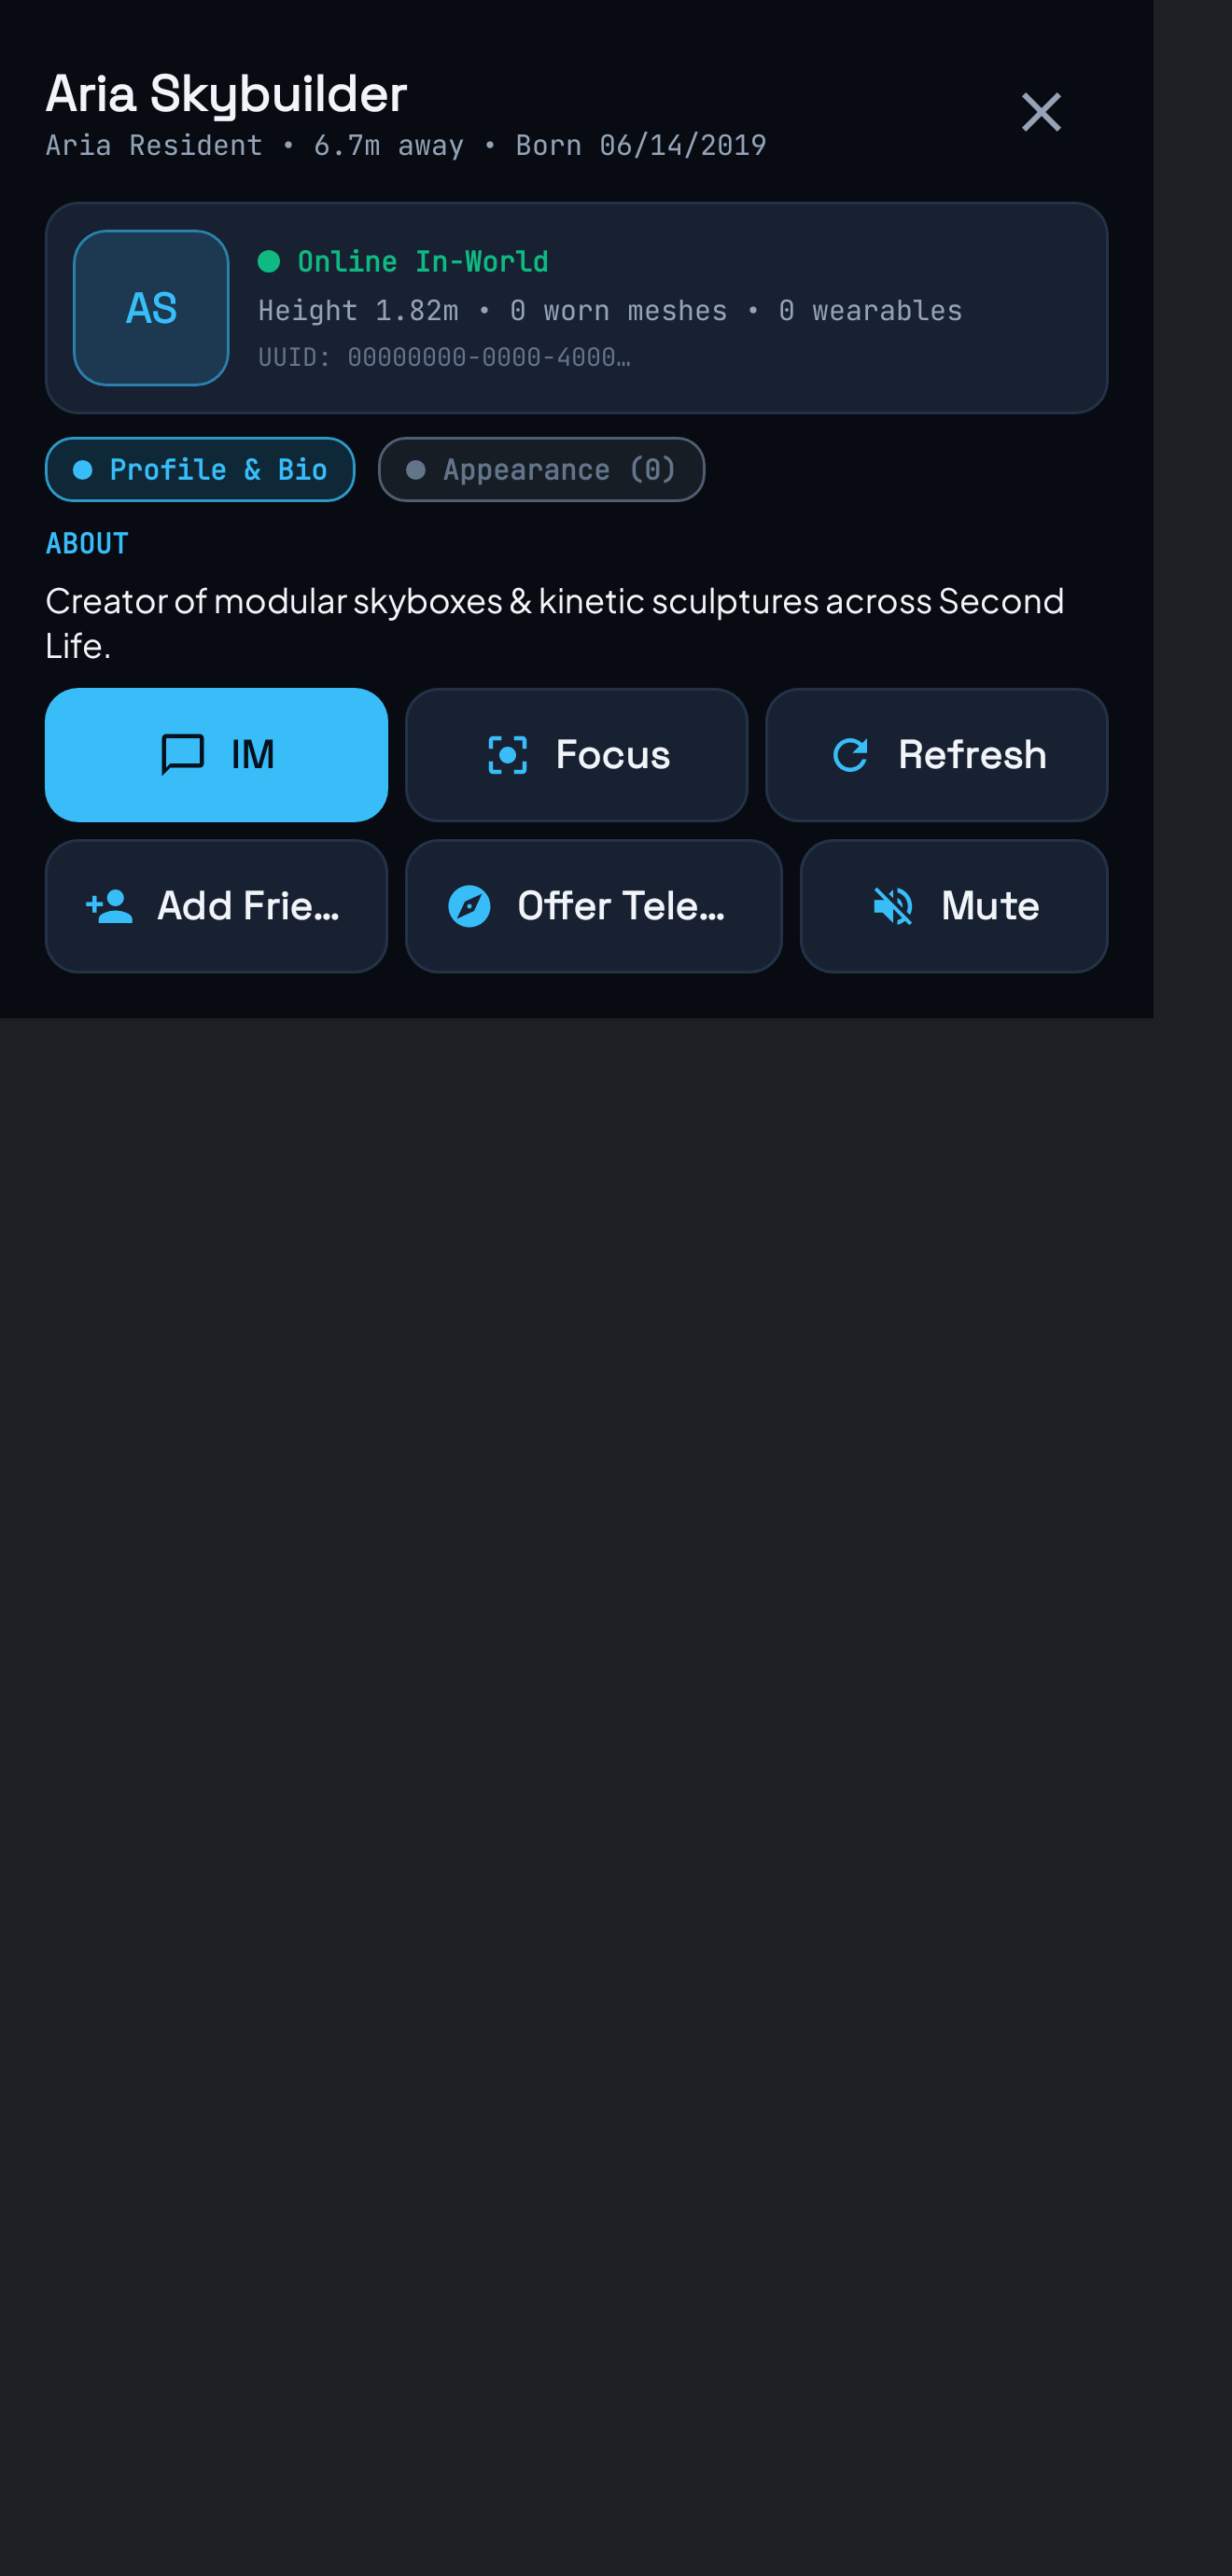 Aria Skybuilder
Aria Resident • 6.7m away • Born 06/14/2019
AS
Online In-World
Height 1.82m • 0 worn meshes • 0 wearables
UUID: 00000000-0000-4000…
Profile & Bio
Appearance (0)
ABOUT
Creator of modular skyboxes & kinetic sculptures across Second
Life.
IM
Focus
Refresh
Add Frie…
Offer Tele…
Mute